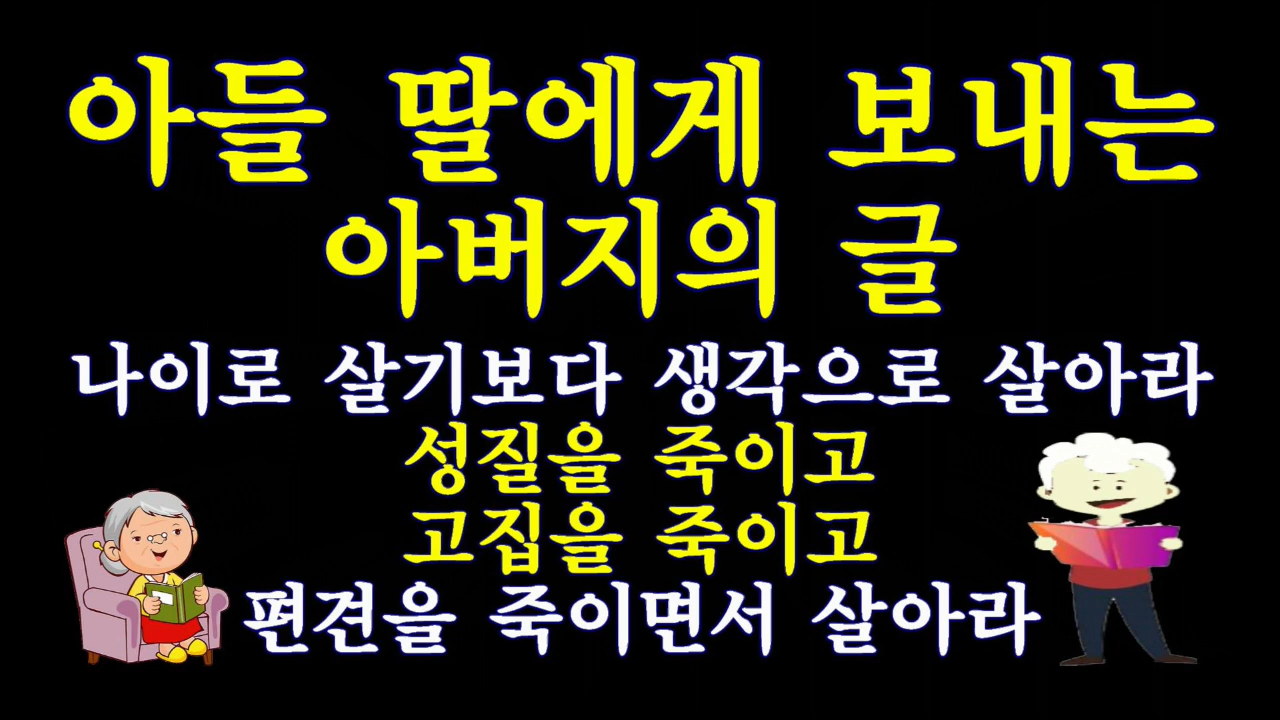 아들 딸에게 보내는
아버지의 글
나이로 살기보다 생각으로 살아라
성질을 죽이고
고집을 죽이고
편견을 죽이면서 살아라